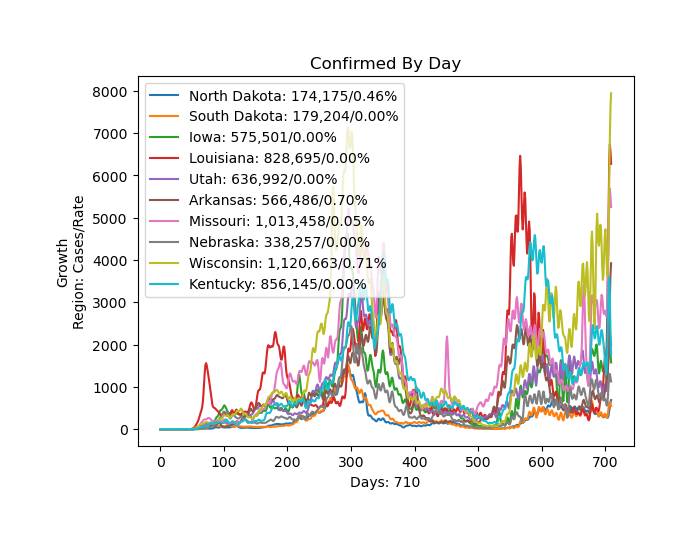 Confirmed By Day
Growth
Region: Cases/Rate
8000
7000
6000
5000
4000
3000
2000
1000
0
North Dakota: 174,175/0.46%
South Dakota: 179,204/0.00%
Iowa: 575,501/0.00%
Louisiana: 828,695/0.00%
Utah: 636,992/0.00%
Arkansas: 566,486/0.70%
Missouri: 1,013,458/0.05%
Nebraska: 338,257/0.00%
Wisconsin: 1,120,663/0.71%
Kentucky: 856,145/0.00%
0 100 200 300 400 500 600 700
Days: 710